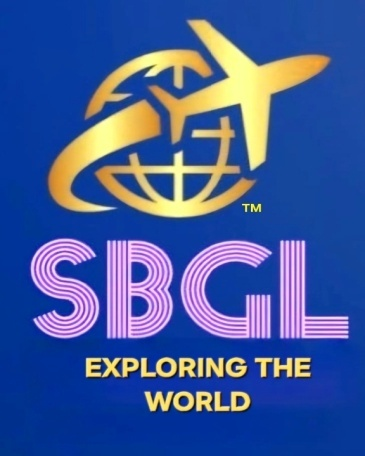 TM
SBGL
EXPLORING THE
WORLD